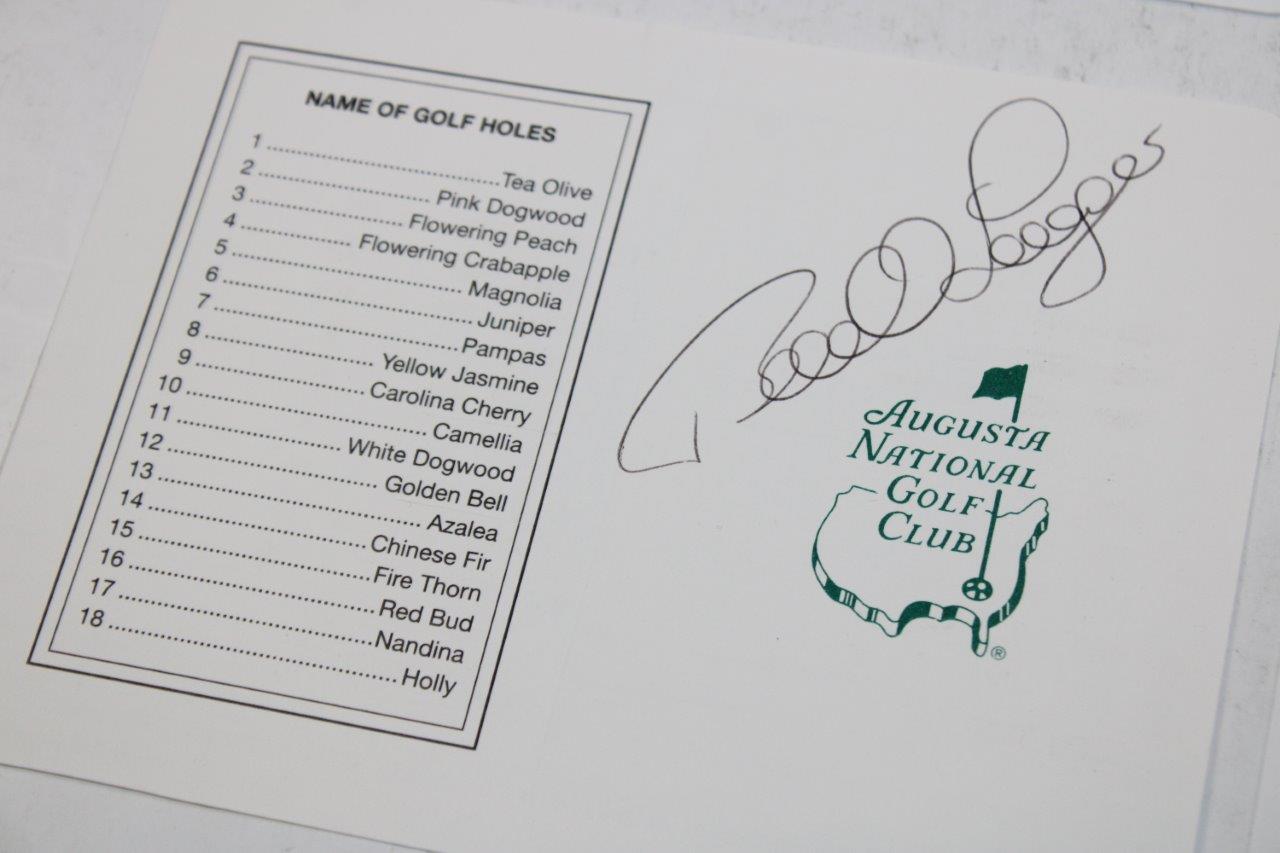 NAME OF GOLF HOLES
1 ........................................ Tea Olive
2 .............................. Pink Dogwood
3 ........................... Flowering Peach
4 ................... Flowering Crabapple
5 ........................................ Magnolia
6 ........................................... Juniper
7 .......................................... Pampas
8 ............................. Yellow Jasmine
9 ............................. Carolina Cherry
10 ......................................... Camellia
11 ............................ White Dogwood
12 .................................... Golden Bell
13 ............................................. Azalea
14 ..................................... Chinese Fir
15 ....................................... Fire Thorn
16 .......................................... Red Bud
17 ........................................... Nandina
18 ................................................ Holly
AUGUSTA
NATIONAL
GOLF
CLUB
®